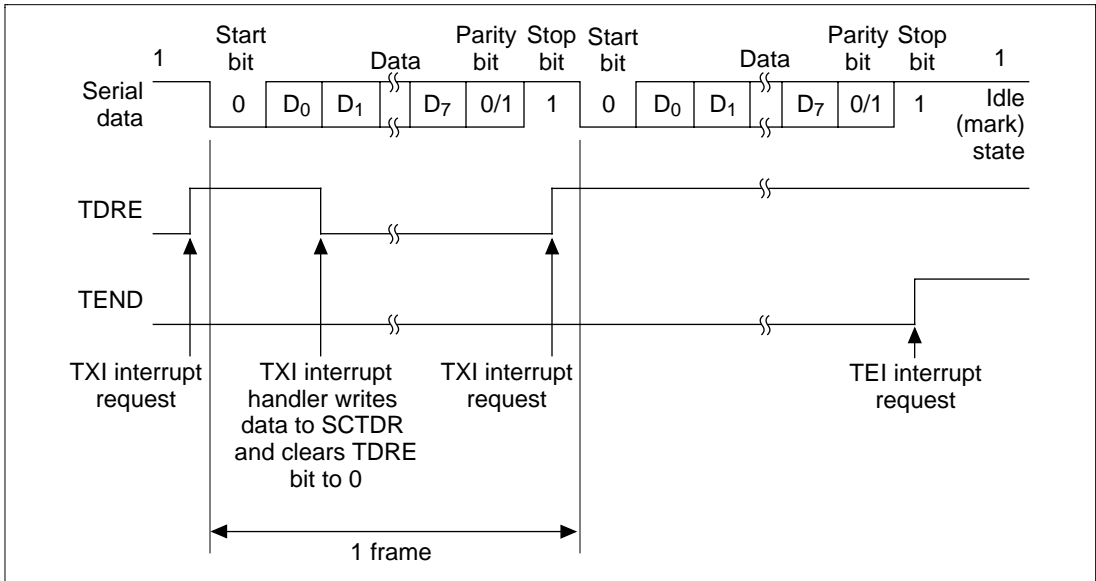 Start bit
Data
Parity bit
Stop bit
Start bit
Data
Parity bit
Stop bit
1
1
Serial data
0
D0
D1
D7
0/1
1
0
D0
D1
D7
0/1
1
Idle (mark) state
TDRE
TEND
TXI interrupt
request
TXI interrupt
handler writes
data to SCTDR
and clears TDRE
bit to 0
TXI interrupt
request
TEI interrupt
request
1 frame